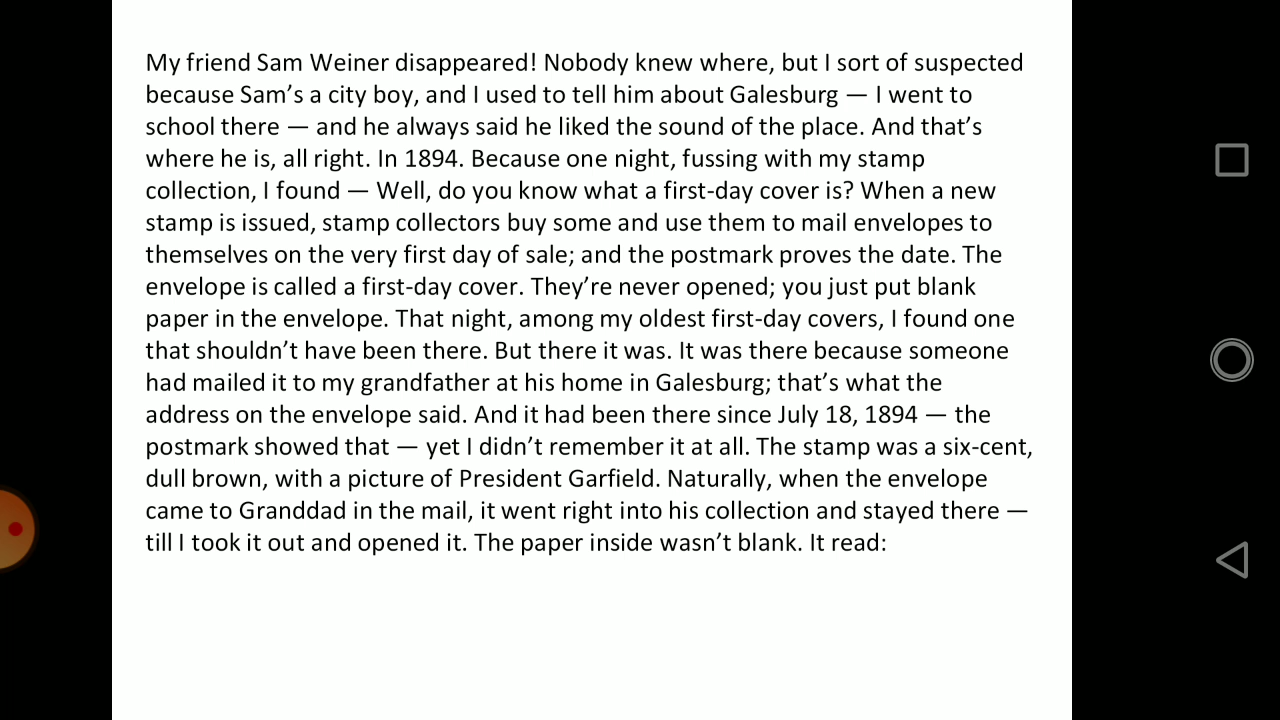 My friend Sam Weiner disappeared! Nobody knew where, but I sort of suspected
because Sam’s a city boy, and I used to tell him about Galesburg — I went to
school there — and he always said he liked the sound of the place. And that’s
where he is, all right. In 1894. Because one night, fussing with my stamp
collection, I found — Well, do you know what a first-day cover is? When a new
stamp is issued, stamp collectors buy some and use them to mail envelopes to
themselves on the very first day of sale; and the postmark proves the date. The
envelope is called a first-day cover. They’re never opened; you just put blank
paper in the envelope. That night, among my oldest first-day covers, I found one
that shouldn’t have been there. But there it was. It was there because someone
had mailed it to my grandfather at his home in Galesburg; that’s what the
address on the envelope said. And it had been there since July 18, 1894 — the
postmark showed that — yet I didn’t remember it at all. The stamp was a six-cent,
dull brown, with a picture of President Garfield. Naturally, when the envelope
came to Granddad in the mail, it went right into his collection and stayed there —
till I took it out and opened it. The paper inside wasn’t blank. It read: